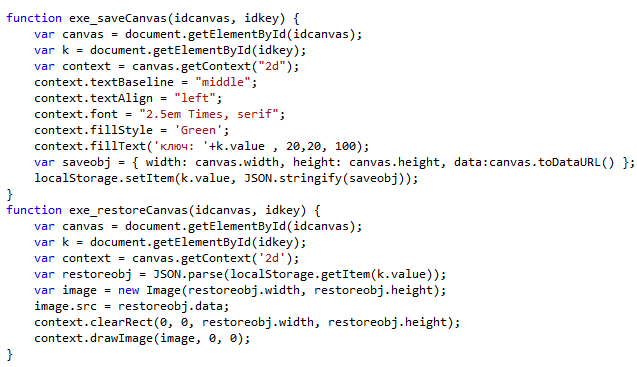 function exe_saveCanvas(idcanvas, idkey) {
    var canvas = document.getElementById(idcanvas);
    var k = document.getElementById(idkey);
    var context = canvas.getContext("2d");
    context.textBaseline = "middle";
    context.textAlign = "left";
    context.font = "2.5em Times, serif";
    context.fillStyle = 'Green';
    context.fillText('ключ: '+k.value , 20,20, 100);
    var saveobj = { width: canvas.width, height: canvas.height, data:canvas.toDataURL() };
    localStorage.setItem(k.value, JSON.stringify(saveobj));
}
function exe_restoreCanvas(idcanvas, idkey) {
    var canvas = document.getElementById(idcanvas);
    var k = document.getElementById(idkey);
    var context = canvas.getContext('2d');
    var restoreobj = JSON.parse(localStorage.getItem(k.value));
    var image = new Image(restoreobj.width, restoreobj.height);
    image.src = restoreobj.data;
    context.clearRect(0, 0, restoreobj.width, restoreobj.height);
    context.drawImage(image, 0, 0);
}